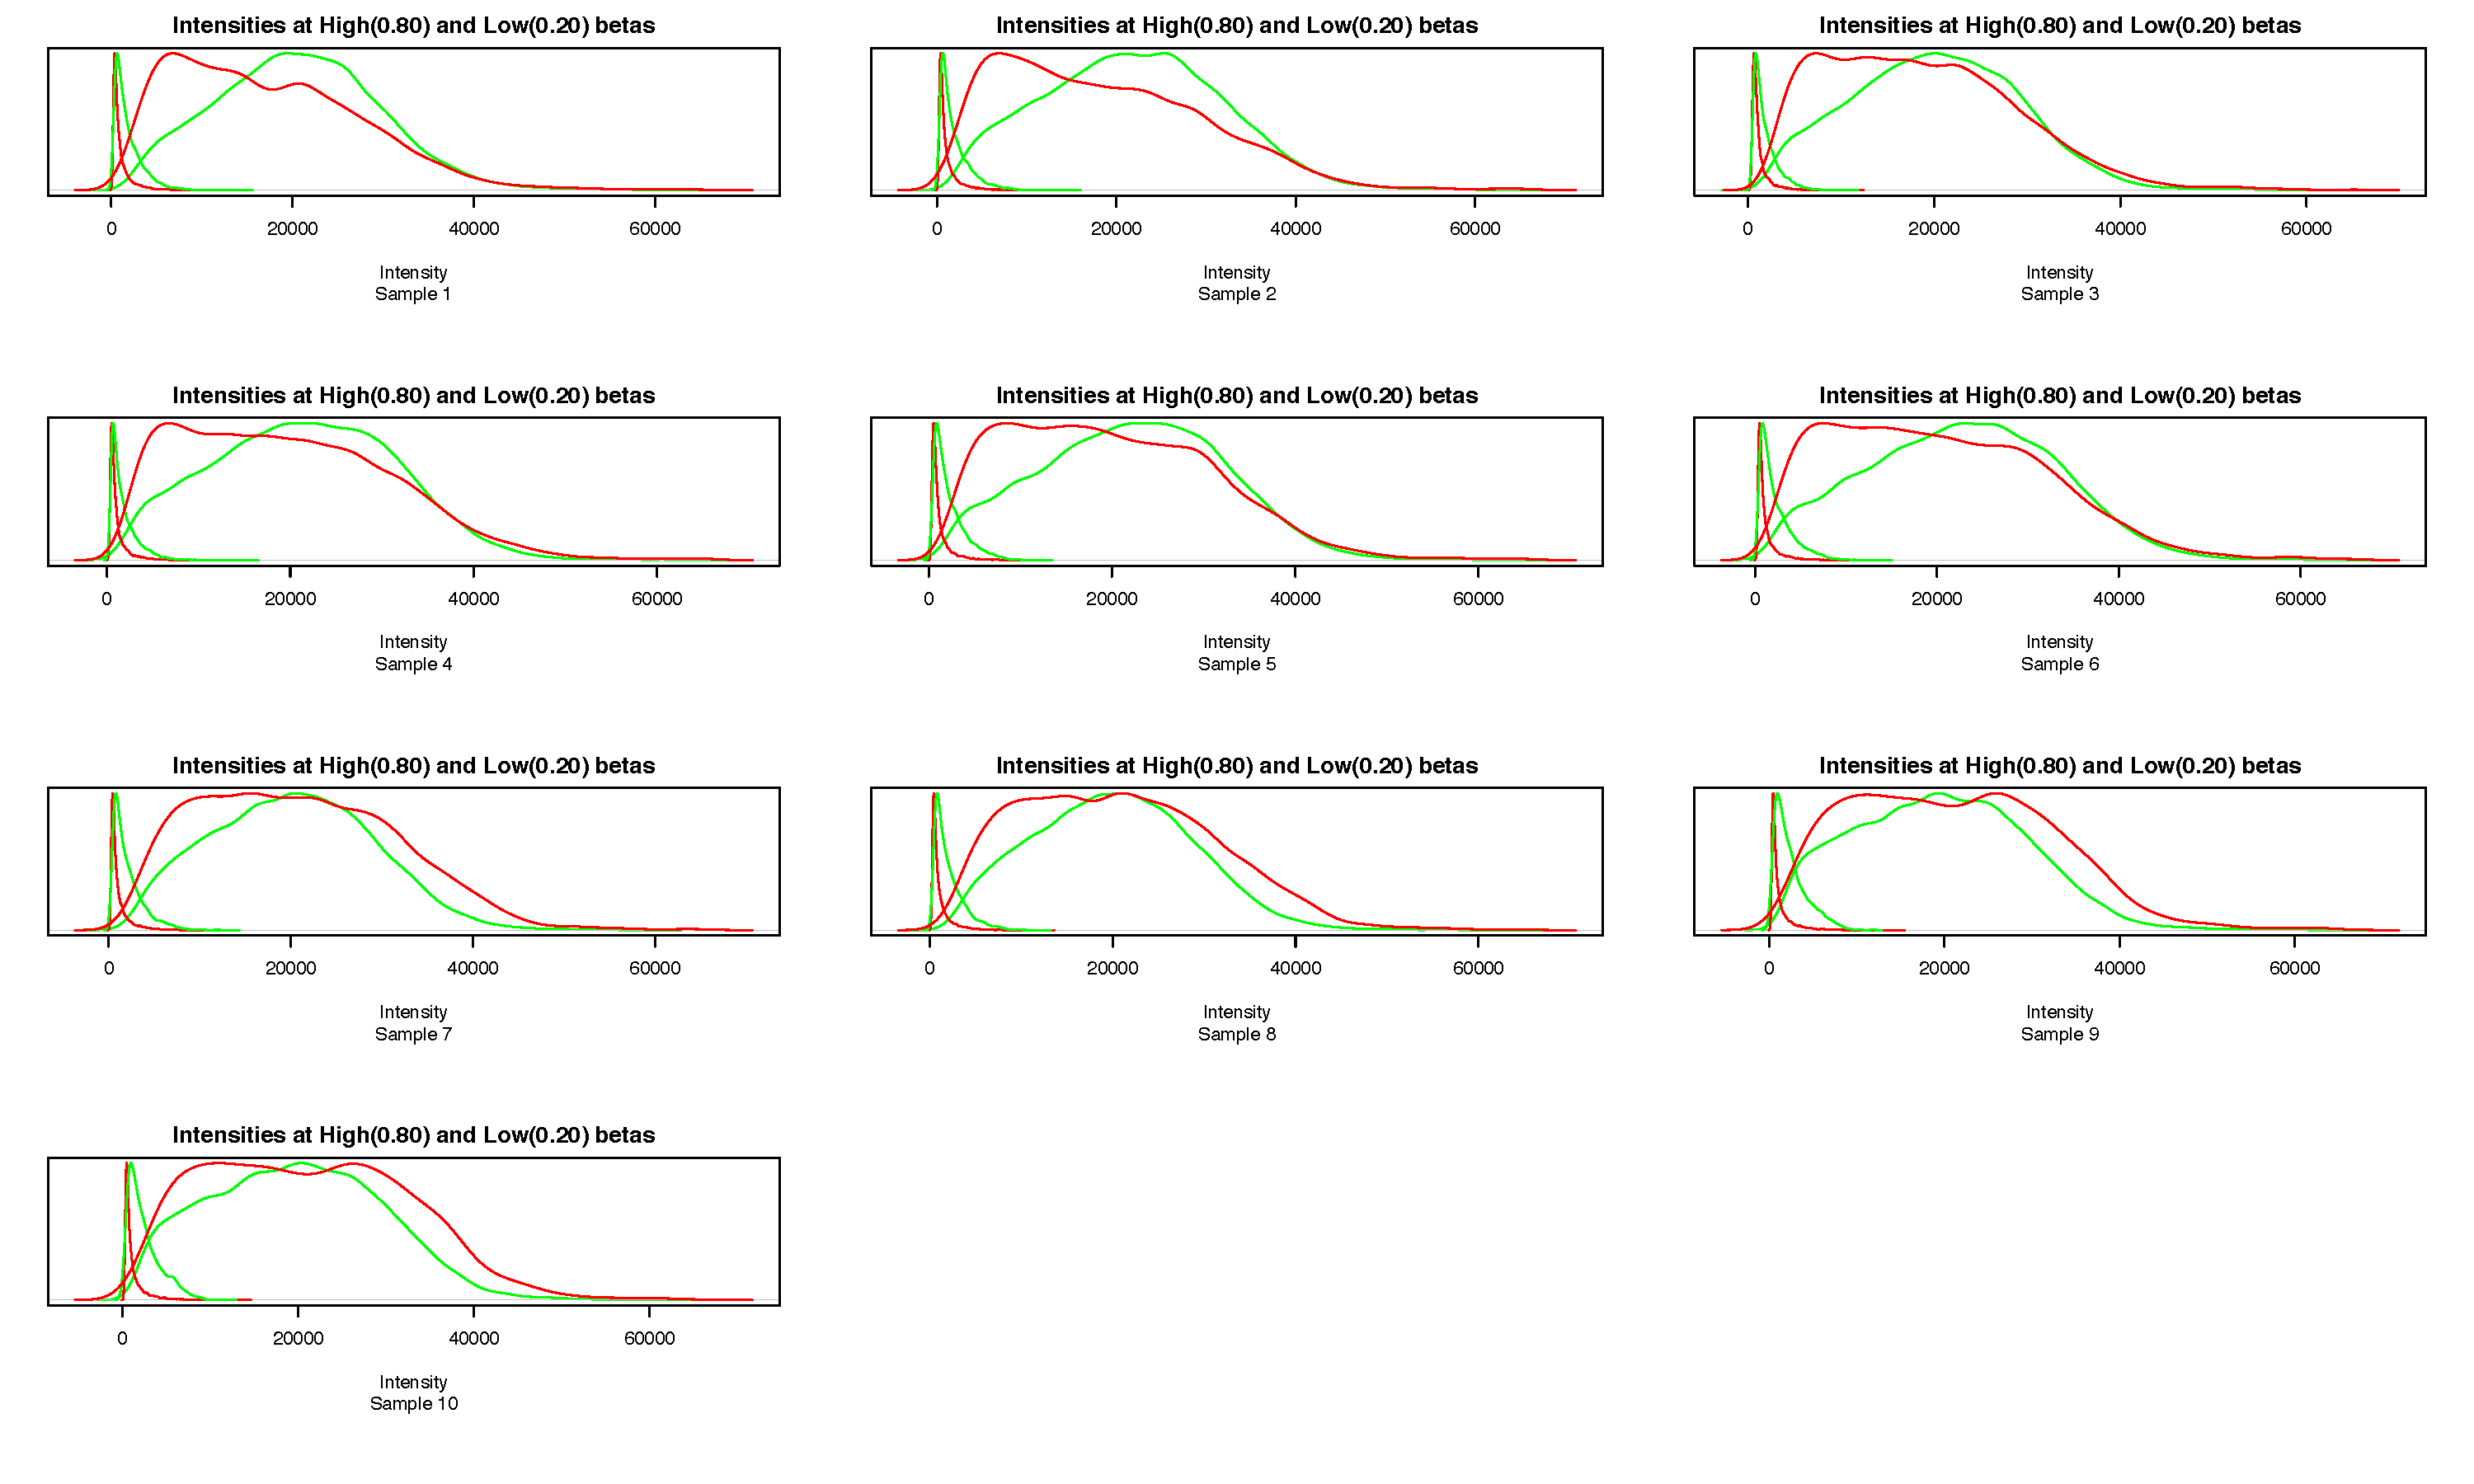 Intensities at High(0.80) and Low(0.20) betas
0 20000 40000 60000
Intensity
Sample 1
Intensities at High(0.80) and Low(0.20) betas
0 20000 40000 60000
Intensity
Sample 2
Intensities at High(0.80) and Low(0.20) betas
0 20000 40000 60000
Intensity
Sample 3
Intensities at High(0.80) and Low(0.20) betas
0 20000 40000 60000
Intensity
Sample 4
Intensities at High(0.80) and Low(0.20) betas
0 20000 40000 60000
Intensity
Sample 5
Intensities at High(0.80) and Low(0.20) betas
0 20000 40000 60000
Intensity
Sample 6
Intensities at High(0.80) and Low(0.20) betas
0 20000 40000 60000
Intensity
Sample 7
Intensities at High(0.80) and Low(0.20) betas
0 20000 40000 60000
Intensity
Sample 8
Intensities at High(0.80) and Low(0.20) betas
0 20000 40000 60000
Intensity
Sample 9
Intensities at High(0.80) and Low(0.20) betas
0 20000 40000 60000
Intensity
Sample 10